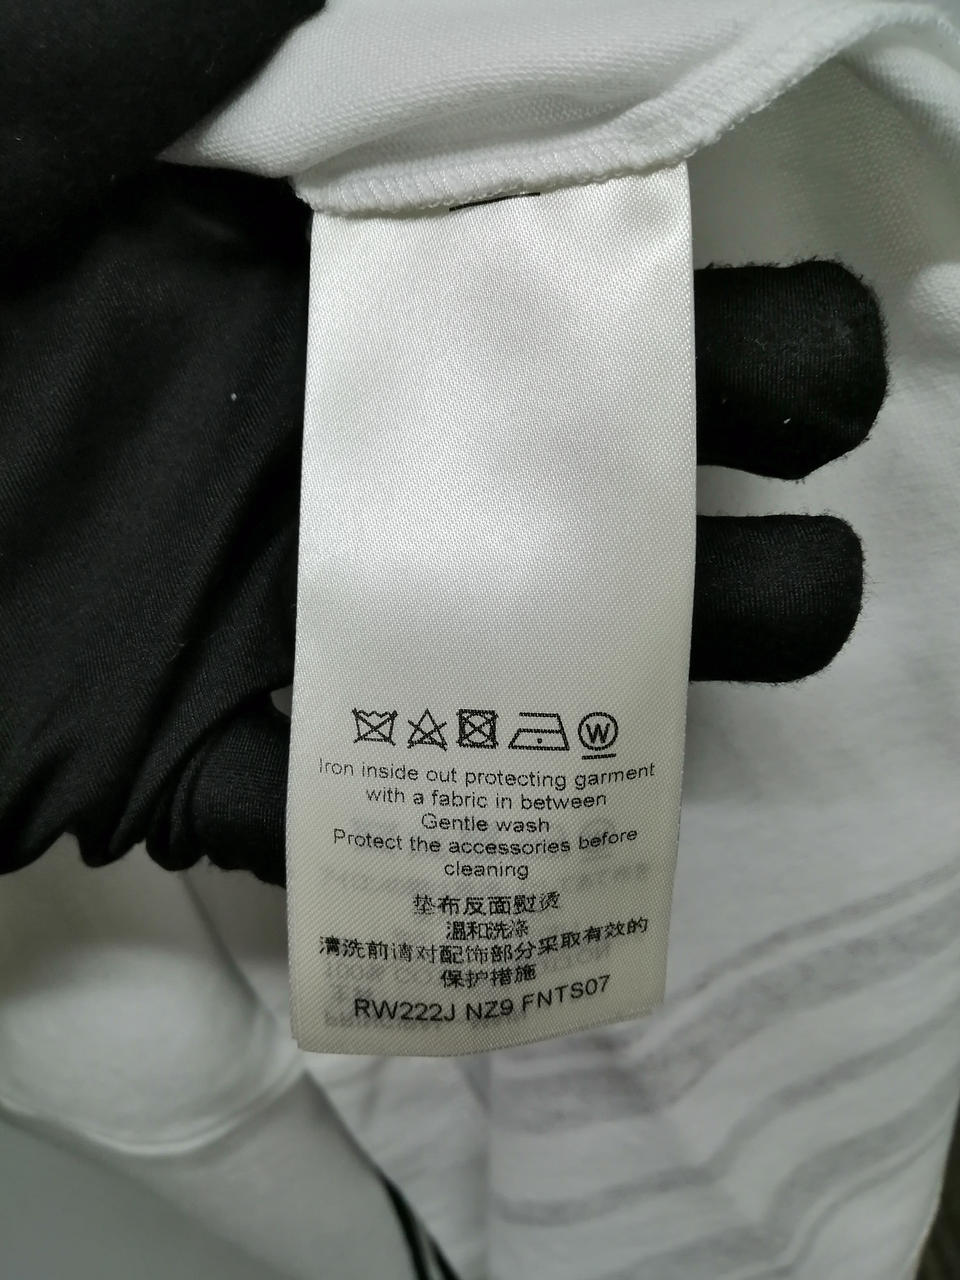 W
Iron inside out protecting garment
with a fabric in between
Gentle wash
Protect the accessories before
cleaning
垫布反面熨烫
温和洗涤
清洗前请对配饰部分采取有效的
保护措施
RW222J NZ9 FNTS07